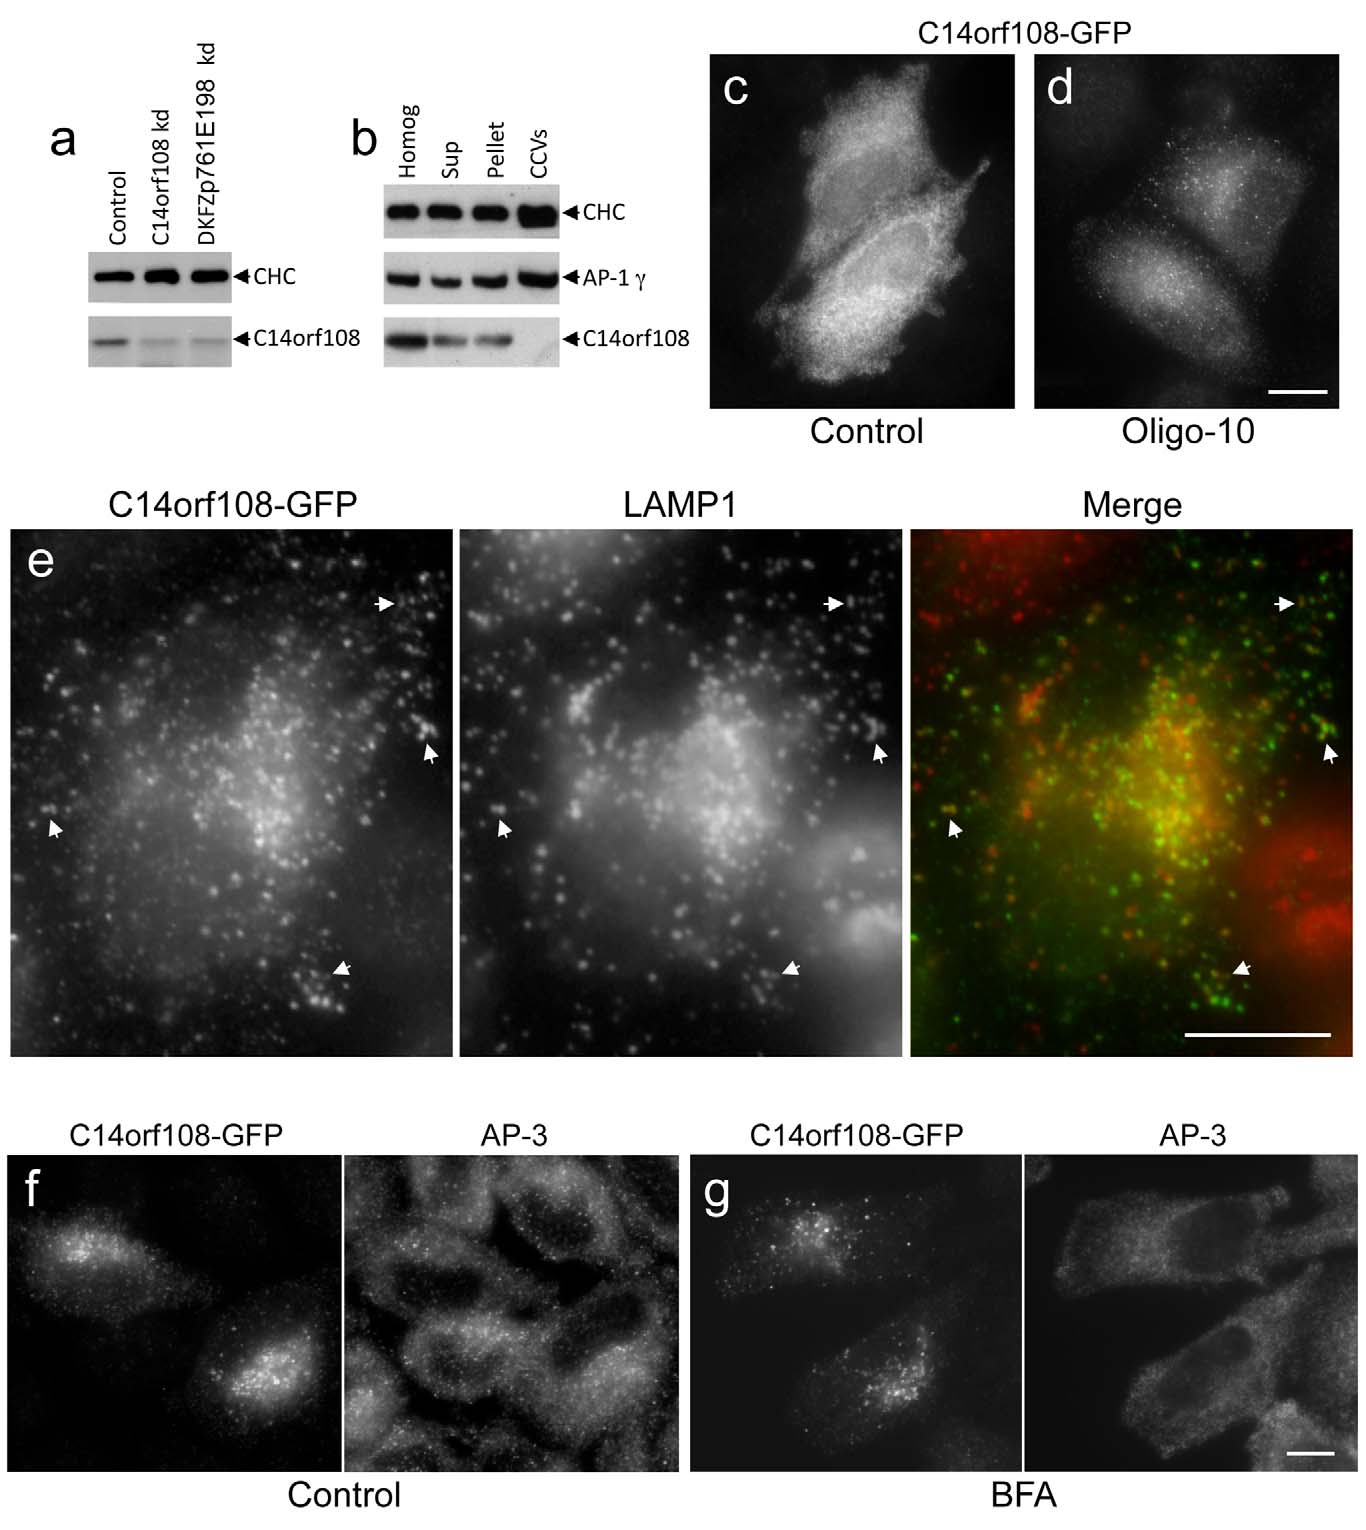 a
Control
C14orf108 kd
DKFZp761E198 kd
CHC
C14orf108
b
Homog
Sup
Pellet
CCVs
CHC
AP-1 γ
C14orf108
C14orf108-GFP
c
d
Control
Oligo-10
C14orf108-GFP
LAMP1
Merge
e
C14orf108-GFP
AP-3
C14orf108-GFP
AP-3
f
g
Control
BFA